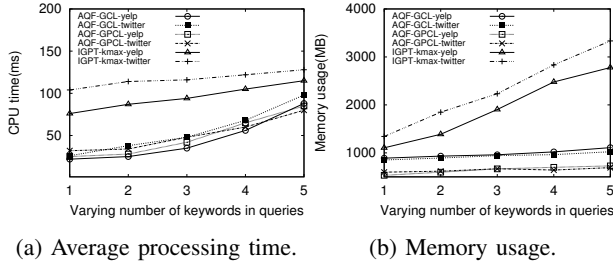 AQF-GCL-yelp
AQF-GCL-twitter
AQF-GPCL-yelp
AQF-GPCL-twitter
IGPT-kmax-yelp
IGPT-kmax-twitter
CPU time(ms)
200
150
100
50
1 2 3 4 5
Varying number of keywords in queries
(a) Average processing time.
AQF-GCL-yelp
AQF-GCL-twitter
AQF-GPCL-yelp
AQF-GPCL-twitter
IGPT-kmax-yelp
IGPT-kmax-twitter
Memory usage(MB)
4000
3000
2000
1000
1 2 3 4 5
Varying number of keywords in queries
(b) Memory usage.